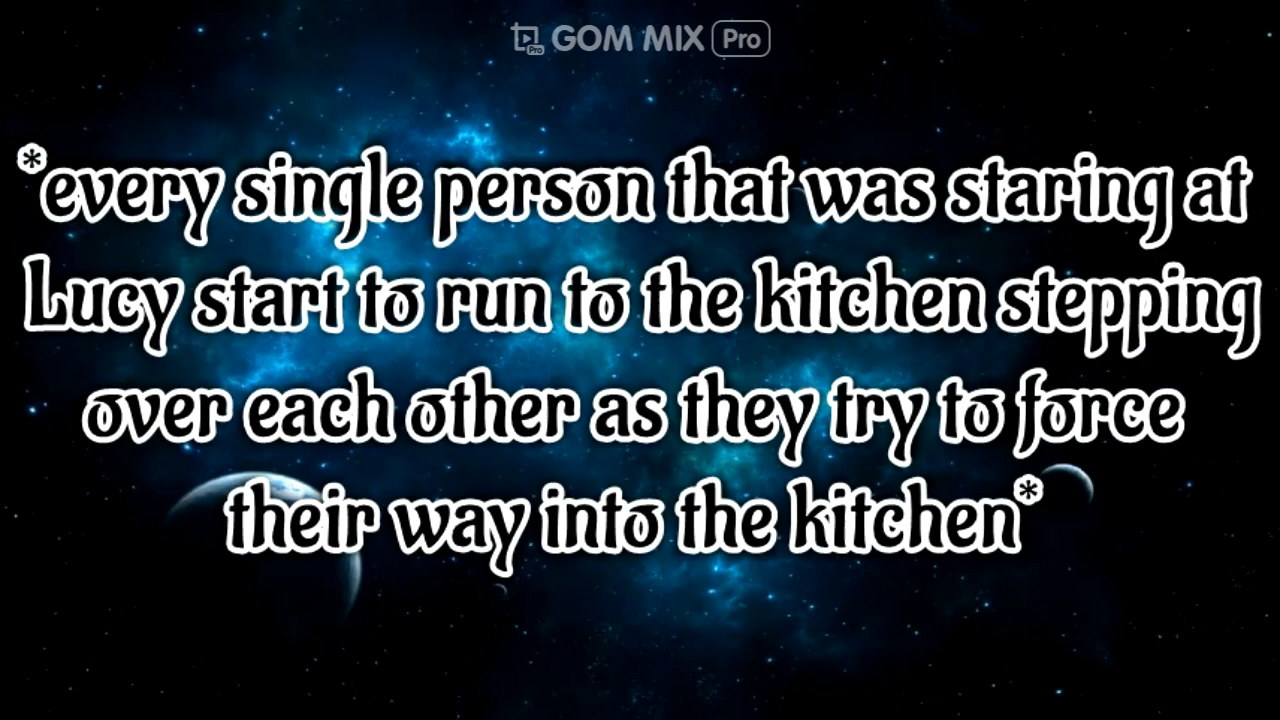 GOM MIX Pro
*every single person that was staring at
Lucy start to run to the kitchen stepping
over each other as they try to force
their way into the kitchen*